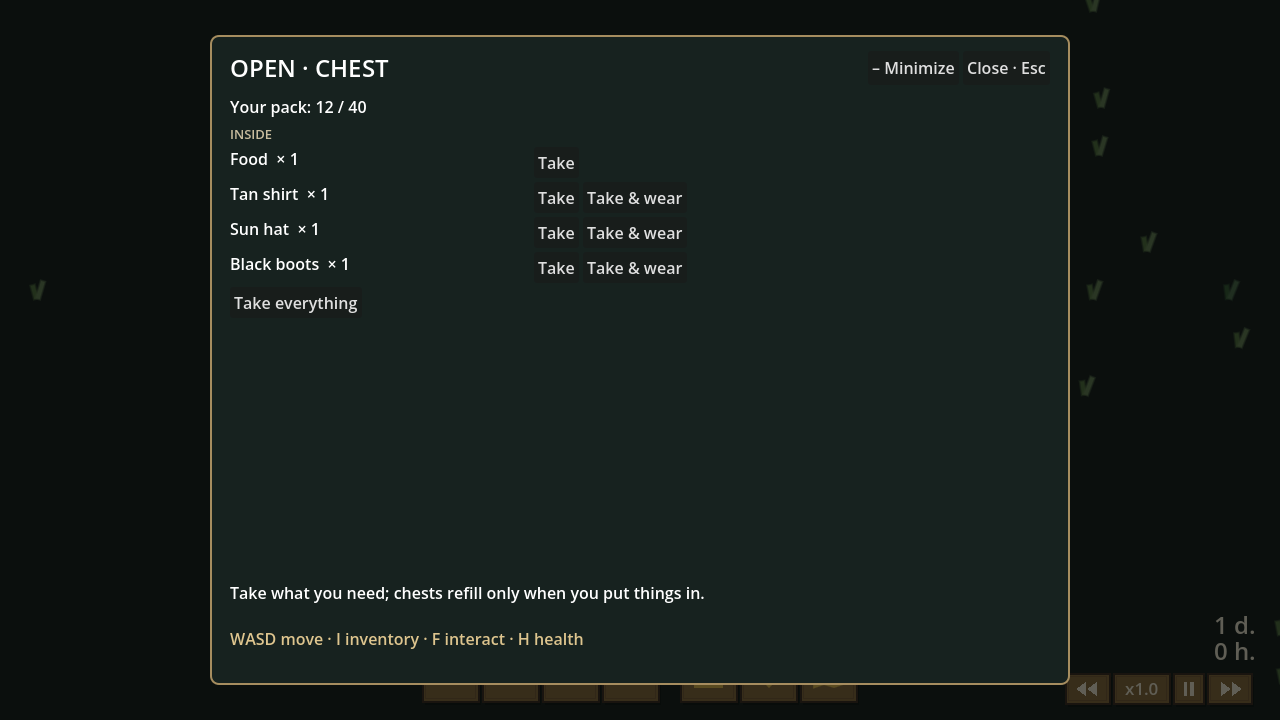 OPEN · CHEST
– Minimize
Close · Esc
Your pack: 12 / 40
INSIDE
Food × 1
Take
Tan shirt × 1
Take
Take & wear
Sun hat × 1
Take
Take & wear
Black boots × 1
Take
Take & wear
Take everything
Take what you need; chests refill only when you put things in.
WASD move · I inventory · F interact · H health
1 d.
0 h.
x1.0